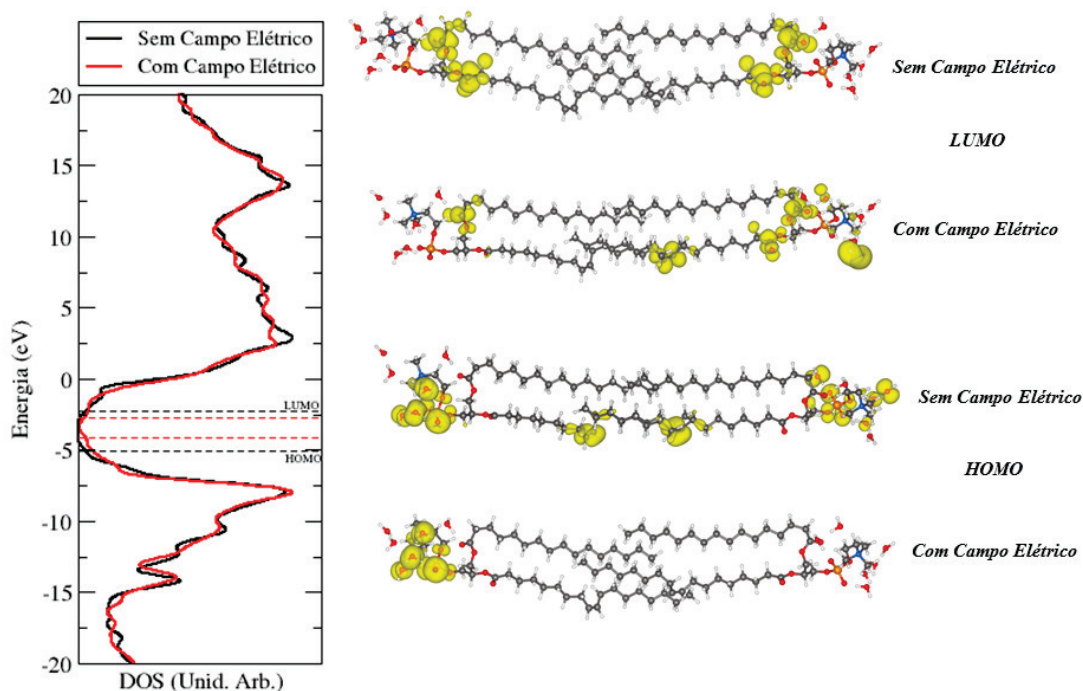 Sem Campo Elétrico
Com Campo Elétrico
20
15
10
5
0
-5
-10
-15
-20
Energia (eV)
LUMO
HOMO
DOS (Unid. Arb.)
Sem Campo Elétrico
LUMO
Com Campo Elétrico
Sem Campo Elétrico
HOMO
Com Campo Elétrico